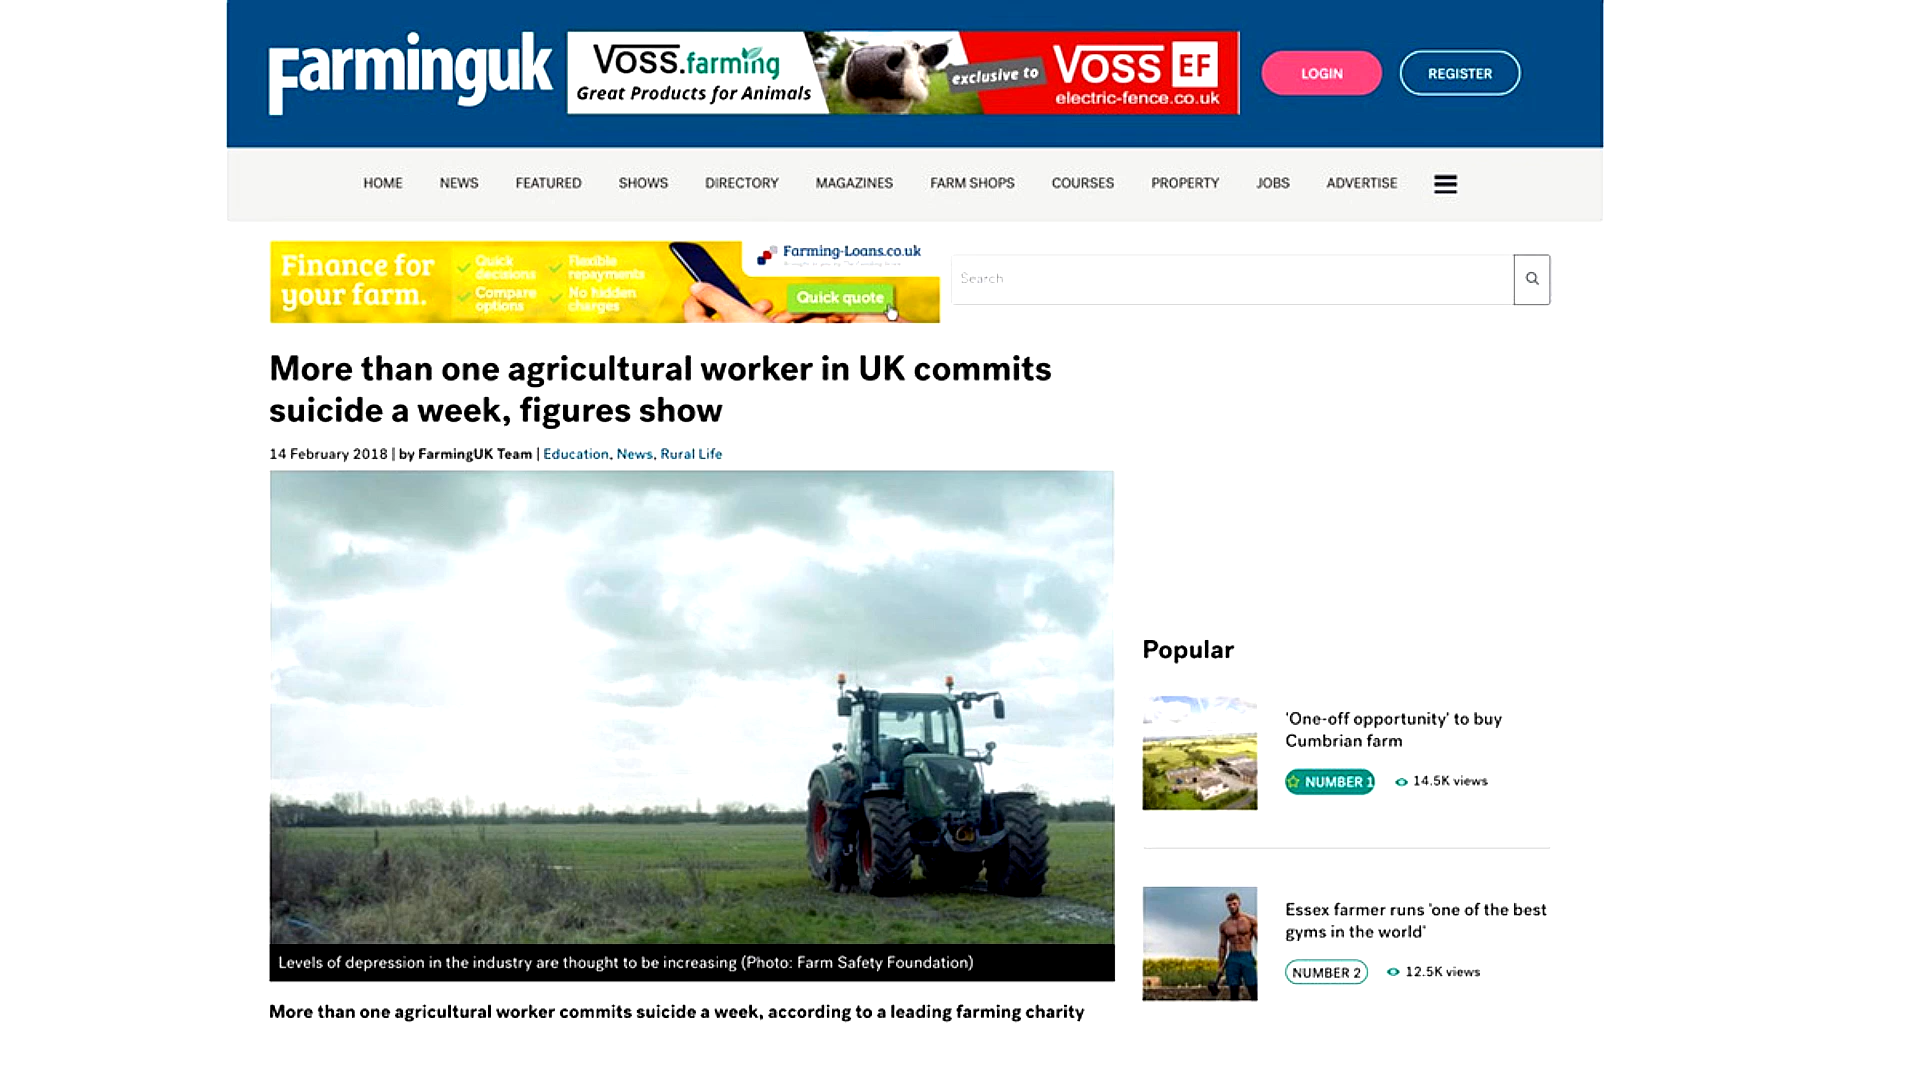 Farminguk
VOSS.farming
Great Products for Animals
exclusive to
VOSS EF
electric-fence.co.uk
LOGIN
REGISTER
HOME NEWS FEATURED SHOWS DIRECTORY MAGAZINES FARM SHOPS COURSES PROPERTY JOBS ADVERTISE
Finance for
your farm.
Quick
decisions
Compare
options
Flexible
repayments
No hidden
charges
Farming-Loans.co.uk
Quick quote
Search
More than one agricultural worker in UK commits
suicide a week, figures show
14 February 2018 | by FarmingUK Team | Education, News, Rural Life
Levels of depression in the industry are thought to be increasing (Photo: Farm Safety Foundation)
More than one agricultural worker commits suicide a week, according to a leading farming charity
Popular
'One-off opportunity' to buy
Cumbrian farm
NUMBER 1 14.5K views
Essex farmer runs 'one of the best
gyms in the world'
NUMBER 2 12.5K views